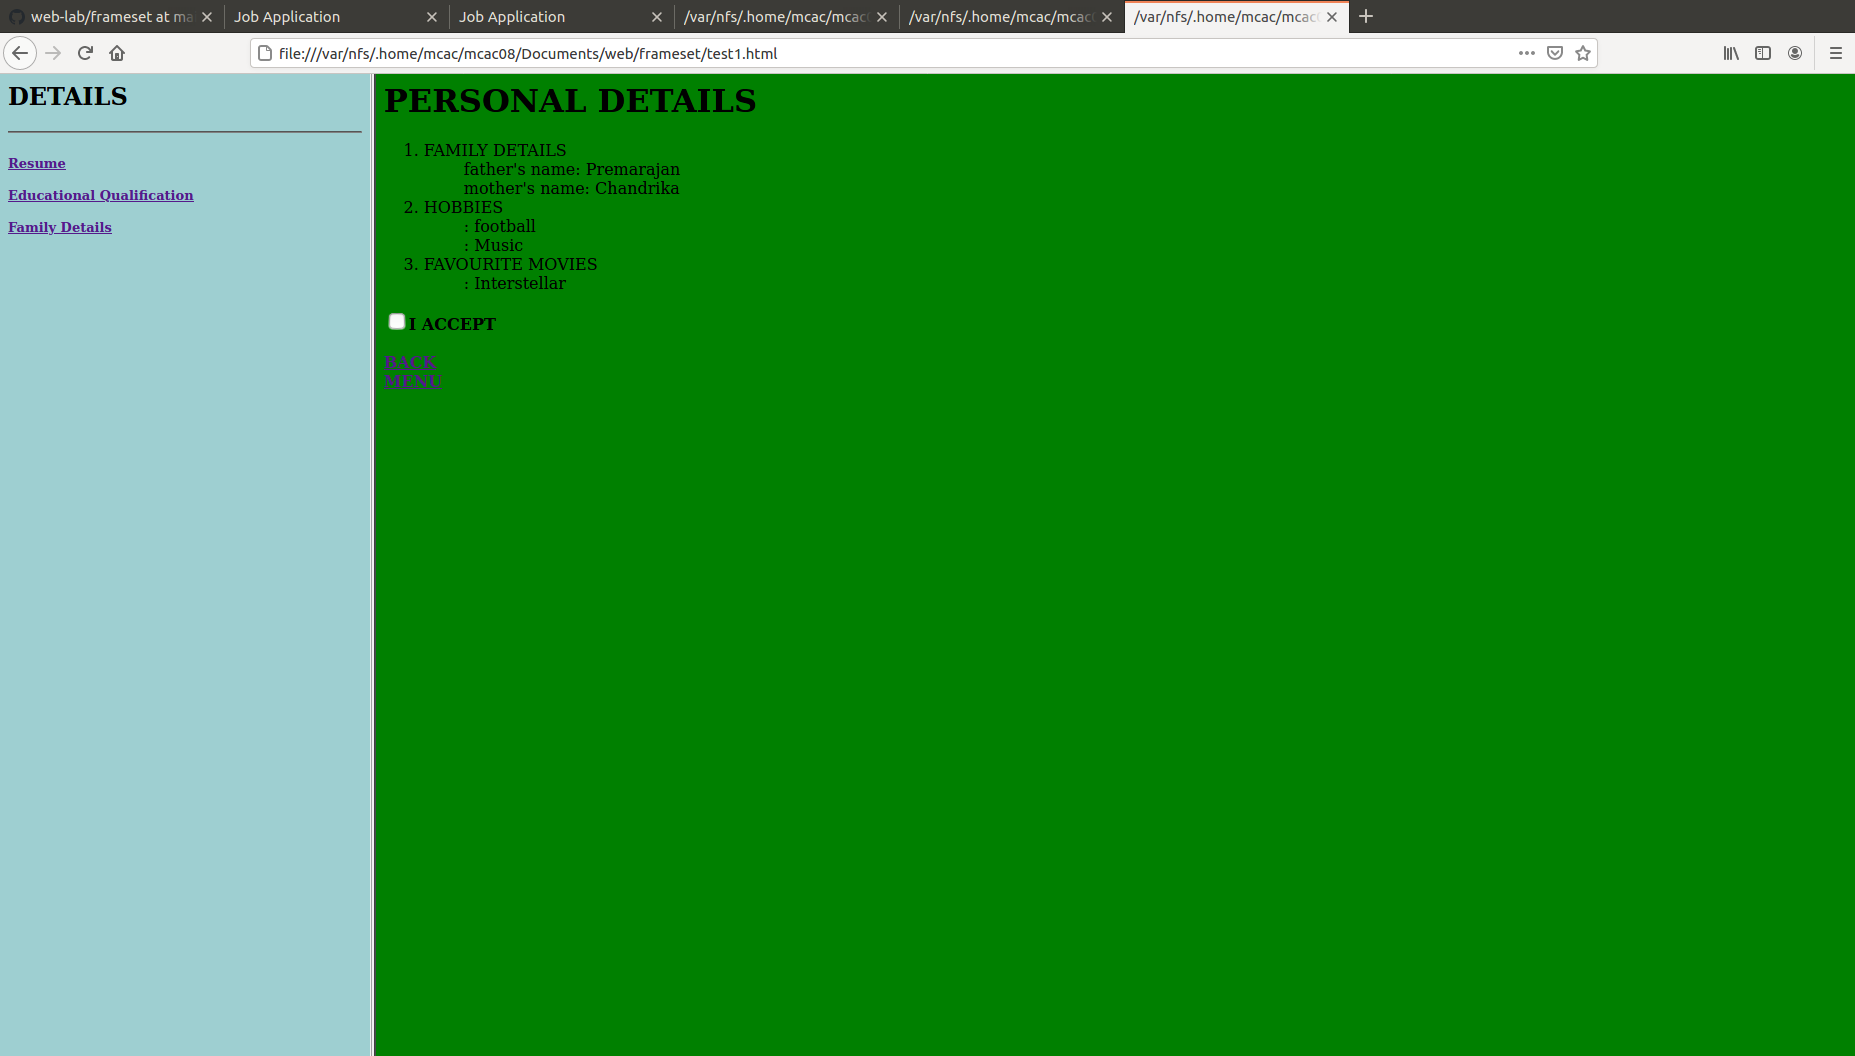 web-lab/frameset at ma
Job Application
Job Application
/var/nfs/.home/mcac/mcac
/var/nfs/.home/mcac/mcac
/var/nfs/.home/mcac/mcac
file:///var/nfs/.home/mcac/mcac08/Documents/web/frameset/test1.html
DETAILS
Resume
Educational Qualification
Family Details
PERSONAL DETAILS
1. FAMILY DETAILS
father's name: Premarajan
mother's name: Chandrika
2. HOBBIES
: football
: Music
3. FAVOURITE MOVIES
: Interstellar
I ACCEPT
BACK
MENU